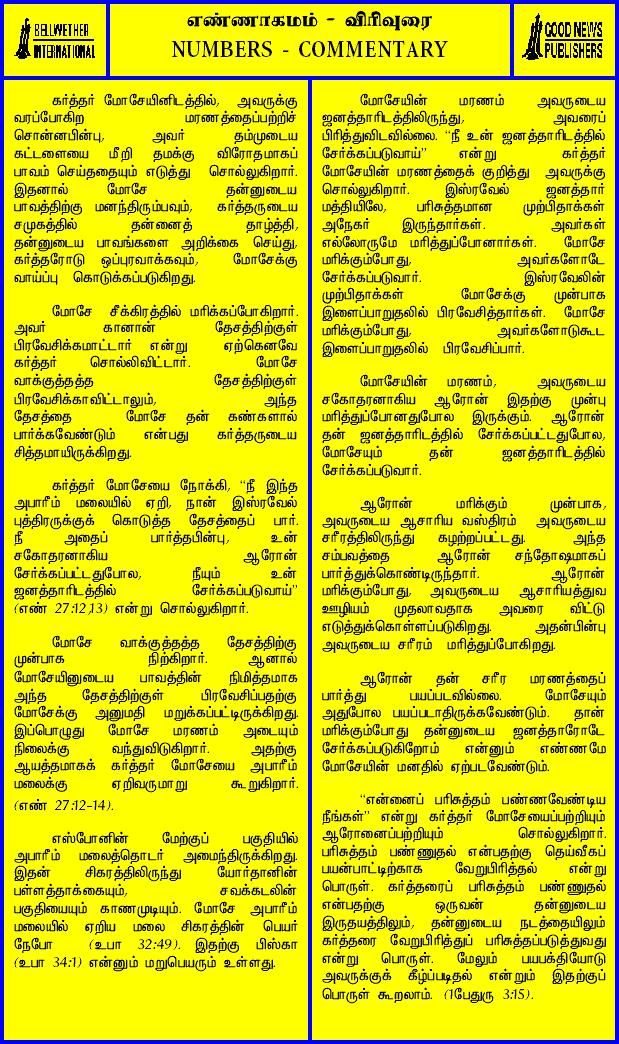 BELLWETHER
INTERNATIONAL
எண்ணாகமம் - விரிவுரை
NUMBERS - COMMENTARY
GOOD NEWS
PUBLISHERS
கர்த்தர் மோசேயினிடத்தில், அவருக்கு
வரப்போகிற மரணத்தைப்பற்றிச்
சொன்னபின்பு, அவர் தம்முடைய
கட்டளையை மீறி தமக்கு விரோதமாகப்
பாவம் செய்ததையும் எடுத்து சொல்லுகிறார்.
இதனால் மோசே தன்னுடைய
பாவத்திற்கு மனந்திரும்பவும், கர்த்தருடைய
சமுகத்தில் தன்னைத் தாழ்த்தி,
தன்னுடைய பாவங்களை அறிக்கை செய்து,
கர்த்தரோடு ஒப்புரவாக்கவும், மோசேக்கு
வாய்ப்பு கொடுக்கப்படுகிறது.
மோசே சீக்கிரத்தில் மரிக்கப்போகிறார்.
அவர் கானான் தேசத்திற்குள்
பிரவேசிக்கமாட்டார் என்று ஏற்கெனவே
கர்த்தர் சொல்லிவிட்டார். மோசே
வாக்குத்தத்த தேசத்திற்குள்
பிரவேசிக்காவிட்டாலும், அந்த
தேசத்தை மோசே தன் கண்களால்
பார்க்கவேண்டும் என்பது கர்த்தருடைய
சித்தமாயிருக்கிறது.
கர்த்தர் மோசேயை நோக்கி, “நீ இந்த
அபாரீம் மலையில் ஏறி, நான் இஸ்ரவேல்
புத்திரருக்குக் கொடுத்த தேசத்தைப் பார்.
நீ அதைப் பார்த்தபின்பு, உன்
சகோதரனாகிய ஆரோன்
சேர்க்கப்பட்டதுபோல, நீயும் உன்
ஜனத்தாரிடத்தில் சேர்க்கப்படுவாய்”
(எண் 27:12,13) என்று சொல்லுகிறார்.
மோசே வாக்குத்தத்த தேசத்திற்கு
முன்பாக நிற்கிறார். ஆனால்
மோசேயினுடைய பாவத்தின் நிமித்தமாக
அந்த தேசத்திற்குள் பிரவேசிப்பதற்கு
மோசேக்கு அனுமதி மறுக்கப்பட்டிருக்கிறது.
இப்பொழுது மோசே மரணம் அடையும்
நிலைக்கு வந்துவிடுகிறார். அதற்கு
ஆயத்தமாகக் கர்த்தர் மோசேயை அபாரீம்
மலைக்கு ஏறிவருமாறு கூறுகிறார்.
(எண் 27:12-14).
எஸ்போனின் மேற்குப் பகுதியில்
அபாரீம் மலைத்தொடர் அமைந்திருக்கிறது.
இதன் சிகரத்திலிருந்து யோர்தானின்
பள்ளத்தாக்கையும், சவக்கடலின்
பகுதியையும் காணமுடியும். மோசே அபாரீம்
மலையில் ஏறிய மலை சிகரத்தின் பெயர்
நேபோ (உபா 32:49). இதற்கு பிஸ்கா
(உபா 34:1) என்னும் மறுபெயரும் உள்ளது.
மோசேயின் மரணம் அவருடைய
ஜனத்தாரிடத்திலிருந்து, அவரைப்
பிரித்துவிடவில்லை. “நீ உன் ஜனத்தாரிடத்தில்
சேர்க்கப்படுவாய்” என்று கர்த்தர்
மோசேயின் மரணத்தைக் குறித்து அவருக்கு
சொல்லுகிறார். இஸ்ரவேல் ஜனத்தார்
மத்தியிலே, பரிசுத்தமான முற்பிதாக்கள்
அநேகர் இருந்தார்கள். அவர்கள்
எல்லோருமே மரித்துப்போனார்கள். மோசே
மரிக்கும்போது, அவர்களோடே
சேர்க்கப்படுவார். இஸ்ரவேலின்
முற்பிதாக்கள் மோசேக்கு முன்பாக
இளைப்பாறுதலில் பிரவேசித்தார்கள். மோசே
மரிக்கும்போது, அவர்களோடுகூட
இளைப்பாறுதலில் பிரவேசிப்பார்.
மோசேயின் மரணம், அவருடைய
சகோதரனாகிய ஆரோன் இதற்கு முன்பு
மரித்துப்போனதுபோல இருக்கும். ஆரோன்
தன் ஜனத்தாரிடத்தில் சேர்க்கப்பட்டதுபோல,
மோசேயும் தன் ஜனத்தாரிடத்தில்
சேர்க்கப்படுவார்.
ஆரோன் மரிக்கும் முன்பாக,
அவருடைய ஆசாரிய வஸ்திரம் அவருடைய
சரீரத்திலிருந்து கழற்றப்பட்டது. அந்த
சம்பவத்தை ஆரோன் சந்தோஷமாகப்
பார்த்துக்கொண்டிருந்தார். ஆரோன்
மரிக்கும்போது, அவருடைய ஆசாரியத்துவ
ஊழியம் முதலாவதாக அவரை விட்டு
எடுத்துக்கொள்ளப்படுகிறது. அதன்பின்பு
அவருடைய சரீரம் மரித்துப்போகிறது.
ஆரோன் தன் சரீர மரணத்தைப்
பார்த்து பயப்படவில்லை. மோசேயும்
அதுபோல பயப்படாதிருக்கவேண்டும். தான்
மரிக்கும்போது தன்னுடைய ஜனத்தாரோடே
சேர்க்கப்படுகிறோம் என்னும் எண்ணமே
மோசேயின் மனதில் ஏற்படவேண்டும்.
“என்னைப் பரிசுத்தம் பண்ணவேண்டிய
நீங்கள்” என்று கர்த்தர் மோசேயைப்பற்றியும்
ஆரோனைப்பற்றியும் சொல்லுகிறார்.
பரிசுத்தம் பண்ணுதல் என்பதற்கு தெய்வீகப்
பயன்பாட்டிற்காக வேறுபிரித்தல் என்று
பொருள். கர்த்தரைப் பரிசுத்தம் பண்ணுதல்
என்பதற்கு ஒருவன் தன்னுடைய
இருதயத்திலும், தன்னுடைய நடத்தையிலும்
கர்த்தரை வேறுபிரித்துப் பரிசுத்தப்படுத்துவது
என்று பொருள். மேலும் பயபக்தியோடு
அவருக்குக் கீழ்ப்படிதல் என்றும் இதற்குப்
பொருள் கூறலாம். (1பேதுரு 3:15).